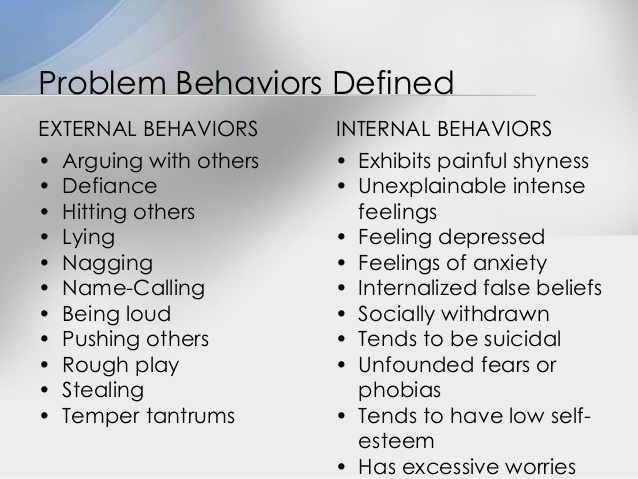 Problem Behaviors Defined
EXTERNAL BEHAVIORS
• Arguing with others
• Defiance
• Hitting others
• Lying
• Nagging
• Name-Calling
• Being loud
• Pushing others
• Rough play
• Stealing
• Temper tantrums
INTERNAL BEHAVIORS
• Exhibits painful shyness
• Unexplainable intense
feelings
• Feeling depressed
• Feelings of anxiety
• Internalized false beliefs
• Socially withdrawn
• Tends to be suicidal
• Unfounded fears or
phobias
• Tends to have low self-
esteem
• Has excessive worries